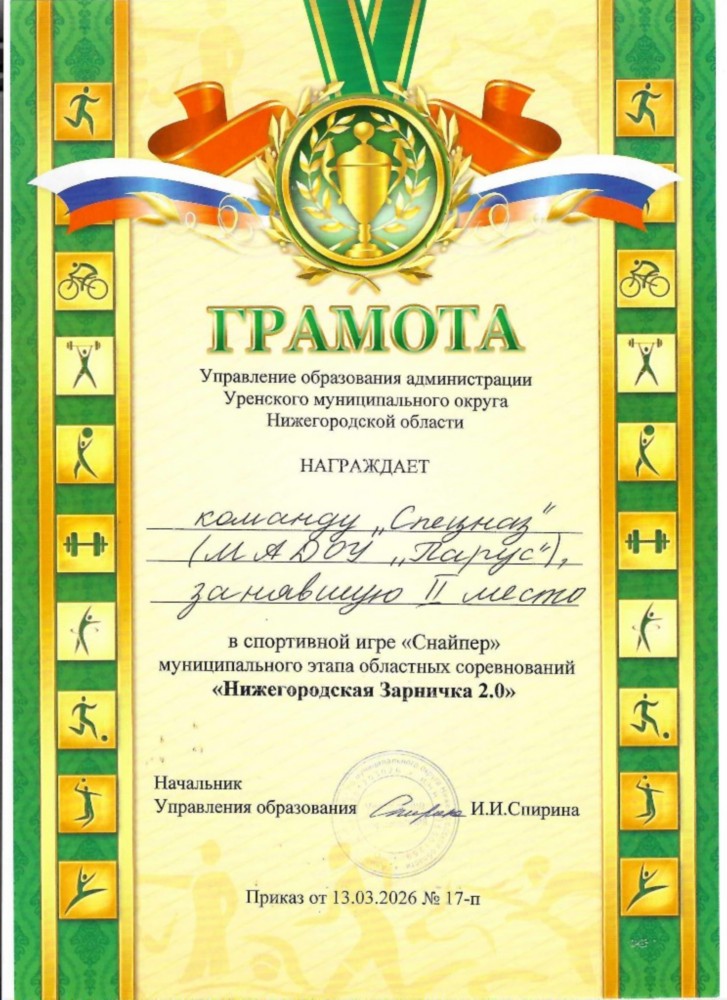 ГРАМОТА
Управление образования администрации
Уренского муниципального округа
Нижегородской области
НАГРАЖДАЕТ
команду „Спецназ"
(МАДОУ „Парус"),
занявшую II место
в спортивной игре «Снайпер»
муниципального этапа областных соревнований
«Нижегородская Зарничка 2.0»
Начальник
Управления образования И.И.Спирина
Приказ от 13.03.2026 № 17-п